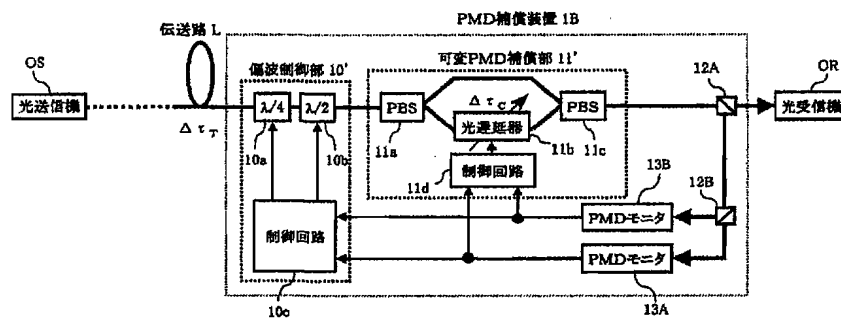 PMD補償装置 1B
伝送路 L
OS
光送信機
ΔτT
偏波制御部 10'
λ/4
λ/2
10a
10b
可変PMD補償部 11'
PBS
11a
ΔτC
光遅延器
11b
PBS
11c
11d
制御回路
12A
OR
光受信機
12B
13B
PMDモニタ
制御回路
PMDモニタ
13A
10c